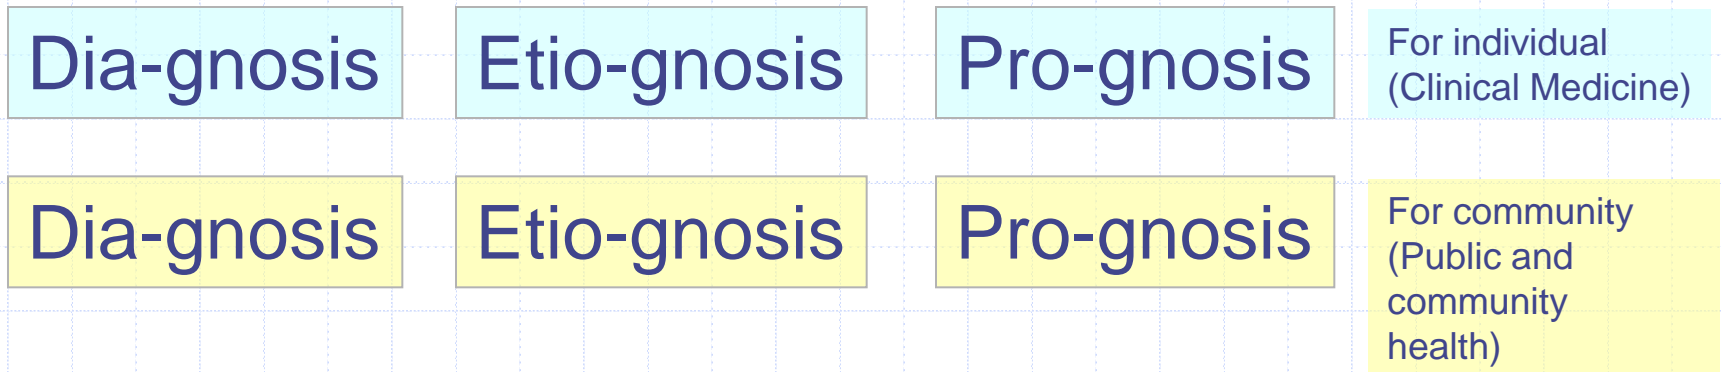 Dia-gnosis Etio-gnosis Pro-gnosis
For individual
(Clinical Medicine)
Dia-gnosis Etio-gnosis Pro-gnosis
For community
(Public and
community
health)